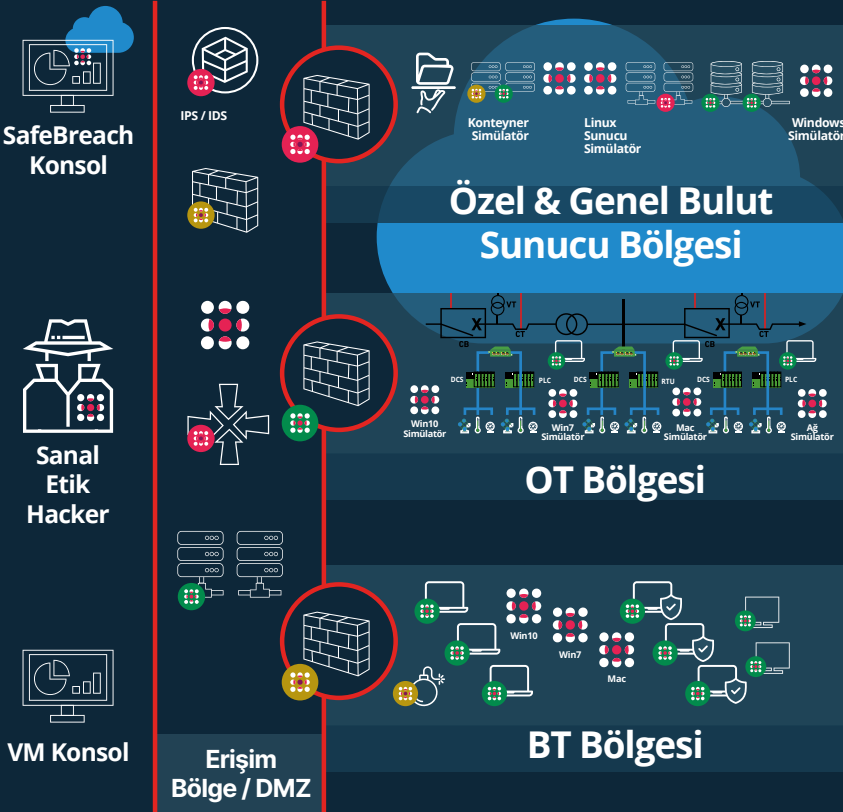 SafeBreach
Konsol
Sanal
Etik
Hacker
VM Konsol
IPS / IDS
Erişim
Bölge / DMZ
Konteyner
Simülatör
Linux
Sunucu
Simülatör
Windows
Simülatör
Özel & Genel Bulut
Sunucu Bölgesi
VT
VT
X
X
CT
CT
CB
CB
DCS
PLC
DCS
RTU
DCS
PLC
Win10
Simülatör
Win7
Simülatör
Mac
Simülatör
Ağ
Simülatör
OT Bölgesi
Win10
Win7
Mac
BT Bölgesi